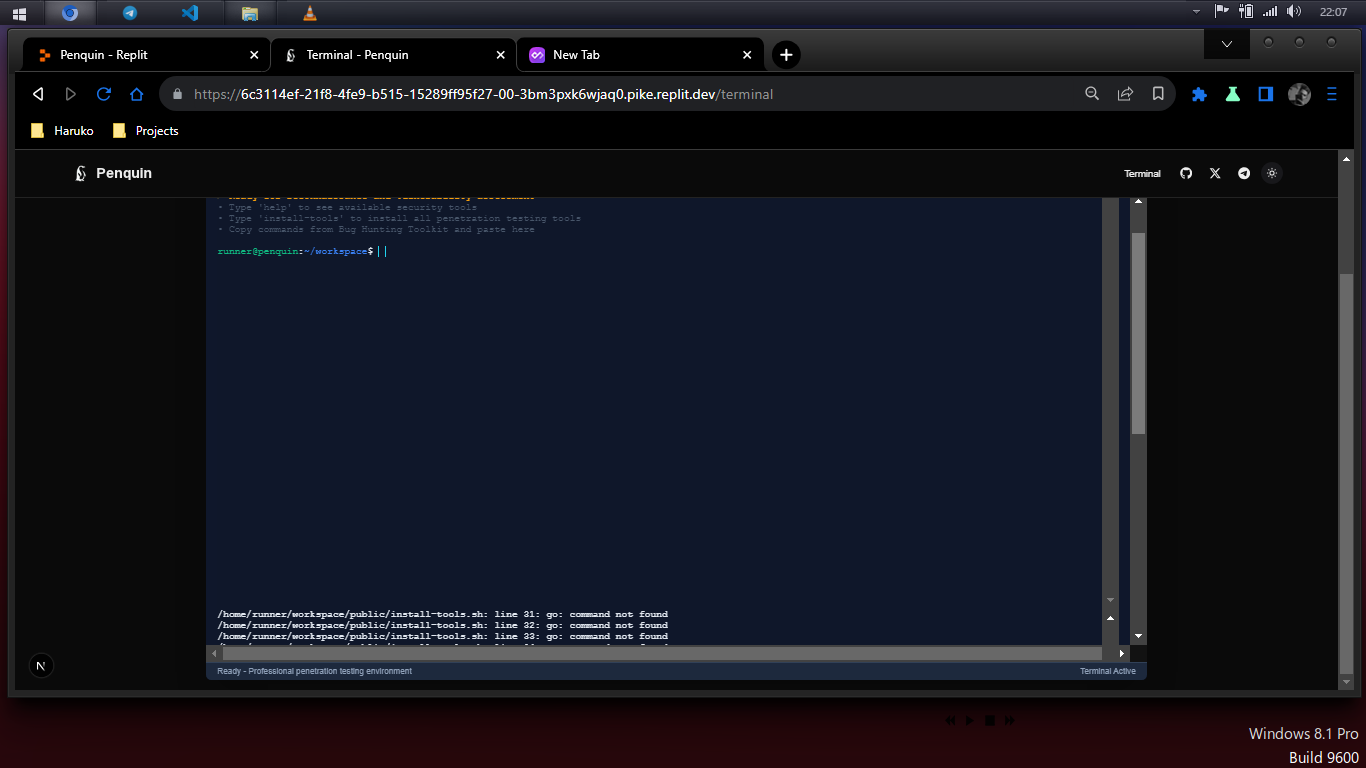 22:07
Penquin - Replit
Terminal - Penquin
New Tab
https://6c3114ef-21f8-4fe9-b515-15289ff95f27-00-3bm3pxk6wjaq0.pike.replit.dev/terminal
Haruko
Projects
Penquin
Terminal
• Type 'help' to see available security tools
• Type 'install-tools' to install all penetration testing tools
• Copy commands from Bug Hunting Toolkit and paste here
runner@penquin:~/workspace$
/home/runner/workspace/public/install-tools.sh: line 31: go: command not found
/home/runner/workspace/public/install-tools.sh: line 32: go: command not found
/home/runner/workspace/public/install-tools.sh: line 33: go: command not found
N
Ready - Professional penetration testing environment
Terminal Active
Windows 8.1 Pro
Build 9600